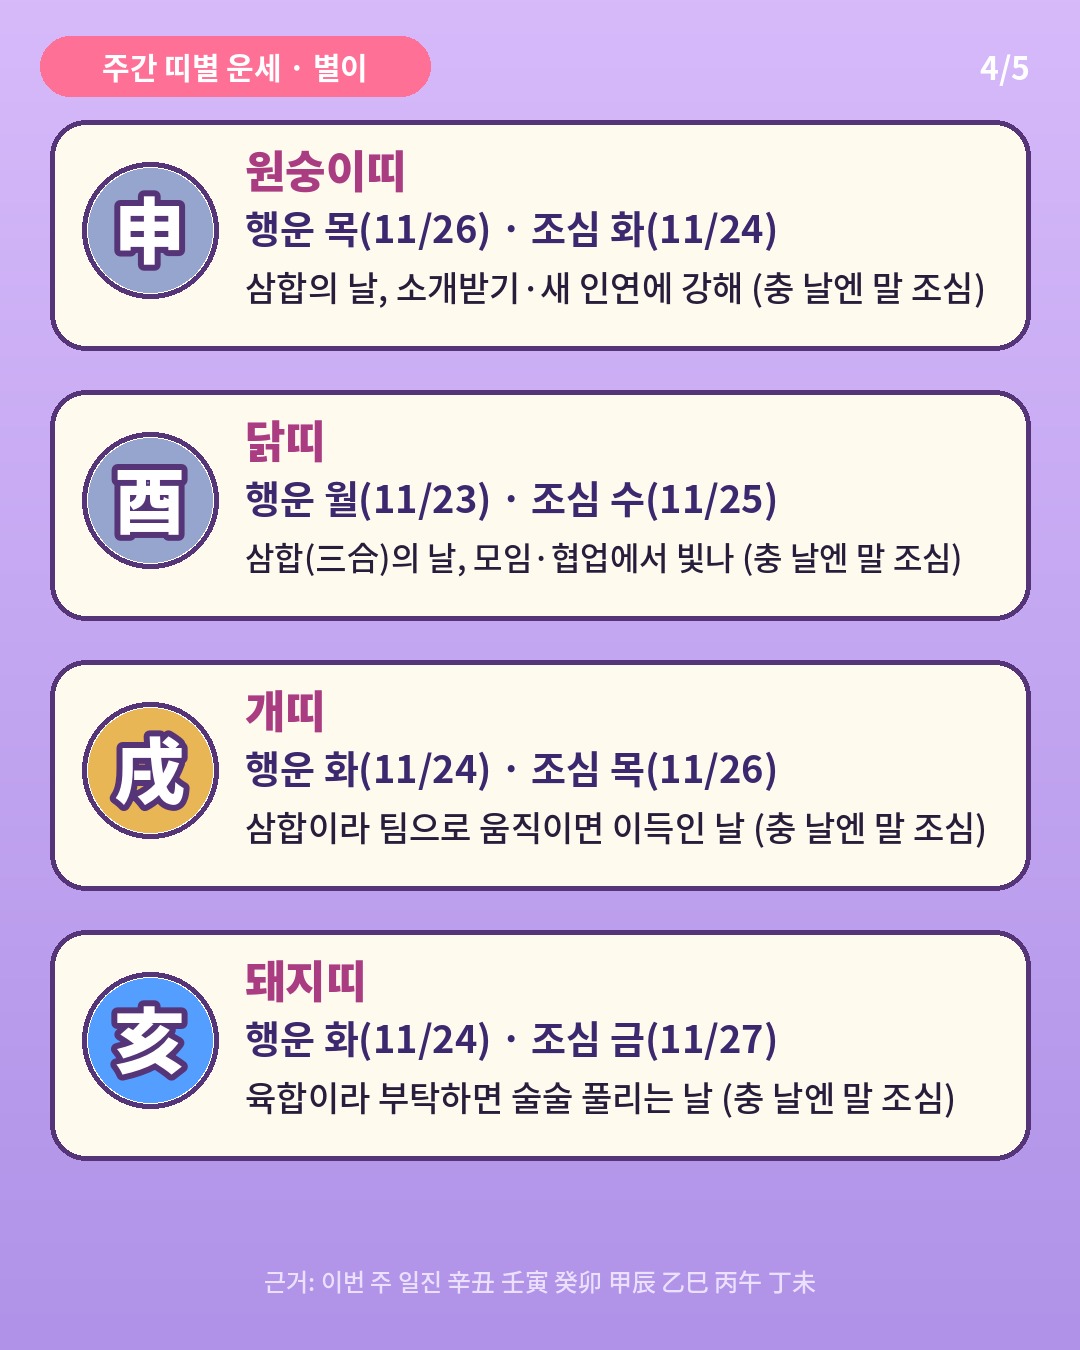 주간 띠별 운세 · 별이
4/5
申
원숭이띠
행운 목(11/26) · 조심 화(11/24)
삼합의 날, 소개받기·새 인연에 강해 (충 날엔 말 조심)
酉
닭띠
행운 월(11/23) · 조심 수(11/25)
삼합(三合)의 날, 모임·협업에서 빛나 (충 날엔 말 조심)
戌
개띠
행운 화(11/24) · 조심 목(11/26)
삼합이라 팀으로 움직이면 이득인 날 (충 날엔 말 조심)
亥
돼지띠
행운 화(11/24) · 조심 금(11/27)
육합이라 부탁하면 술술 풀리는 날 (충 날엔 말 조심)
근거: 이번 주 일진 辛丑 壬寅 癸卯 甲辰 乙巳 丙午 丁未